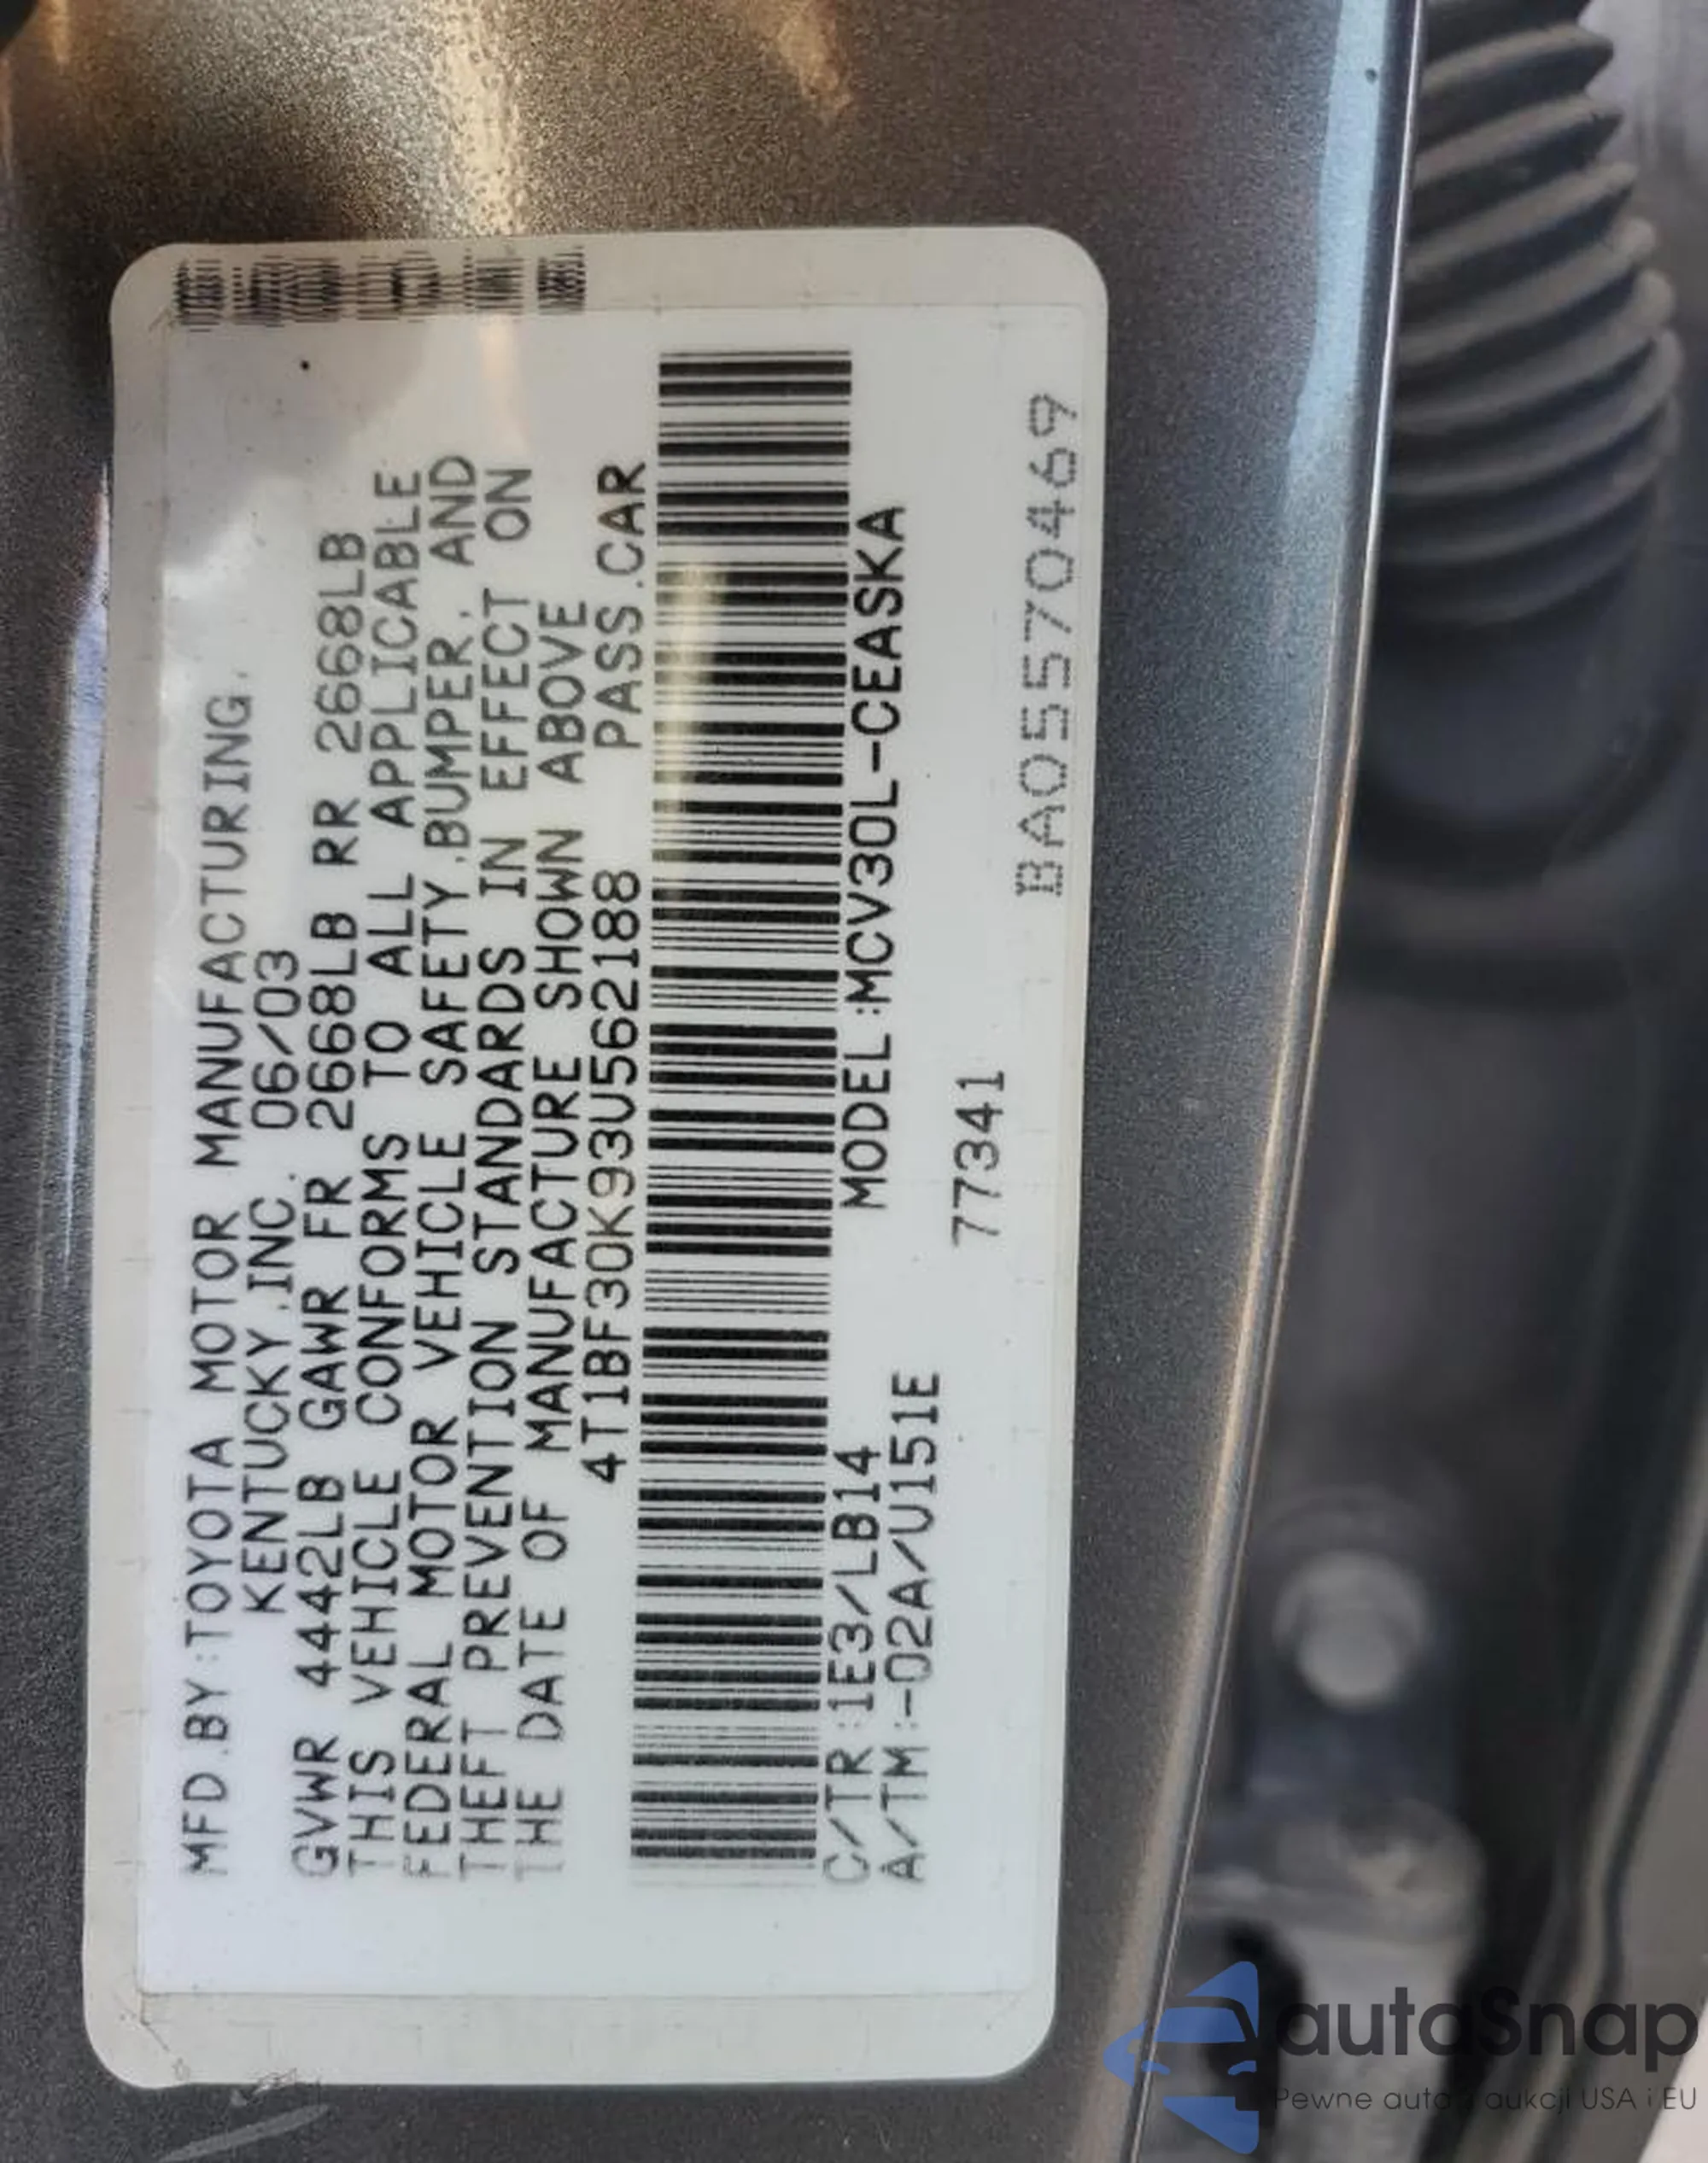 MFD.BY:TOYOTA MOTOR MANUFACTURING.
KENTUCKY,INC. 06/03
GVWR 4442LB GAWR FR 2668LB RR 2668LB
THIS VEHICLE CONFORMS TO ALL APPLICABLE
FEDERAL MOTOR VEHICLE SAFETY,BUMPER, AND
THEFT PREVENTION STANDARDS IN EFFECT ON
THE DATE OF MANUFACTURE SHOWN ABOVE
4T1BF30K93U562188 PASS.CAR
C/TR:1E3/LB14 MODEL:MCV30L-CEASKA
A/TM:-02A/U151E
77341
BA05570469
autaSnap
Pewne auta z aukcji USA i EU